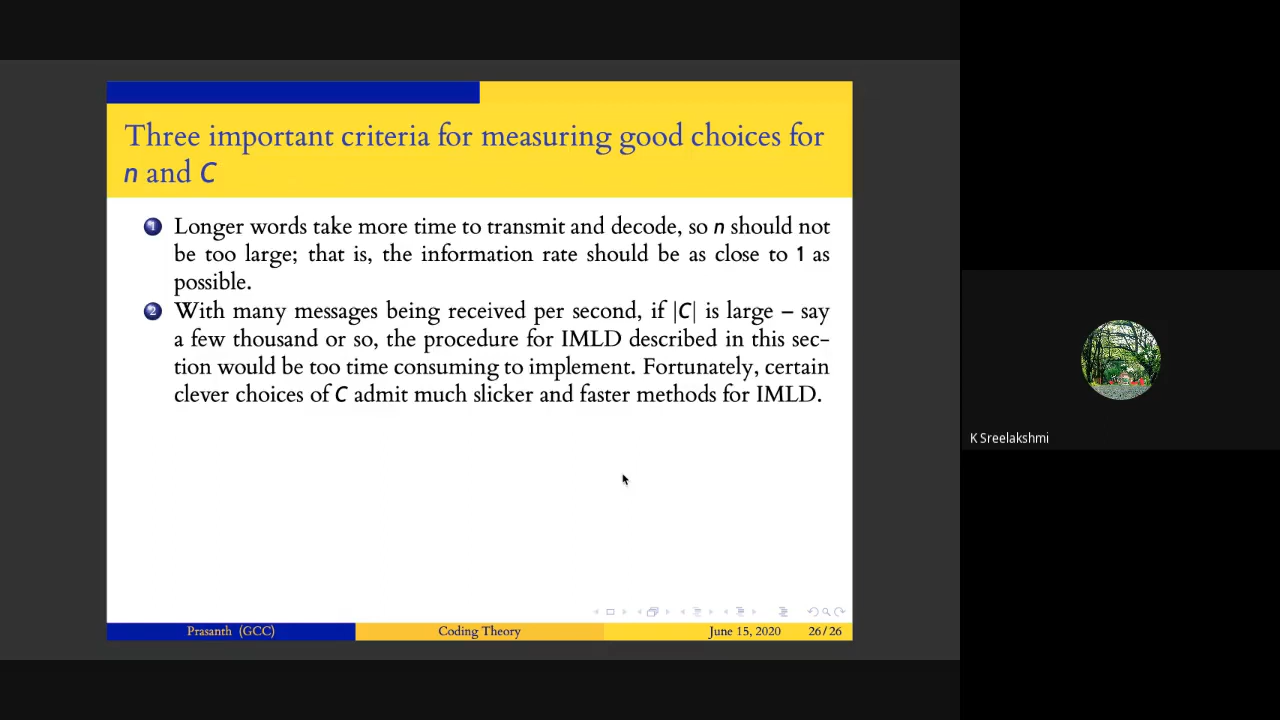 Three important criteria for measuring good choices for
n and C
1 Longer words take more time to transmit and decode, so n should not
be too large; that is, the information rate should be as close to 1 as
possible.
2 With many messages being received per second, if |C| is large – say
a few thousand or so, the procedure for IMLD described in this sec-
tion would be too time consuming to implement. Fortunately, certain
clever choices of C admit much slicker and faster methods for IMLD.
Prasanth (GCC) Coding Theory June 15, 2020 26/26
K Sreelakshmi